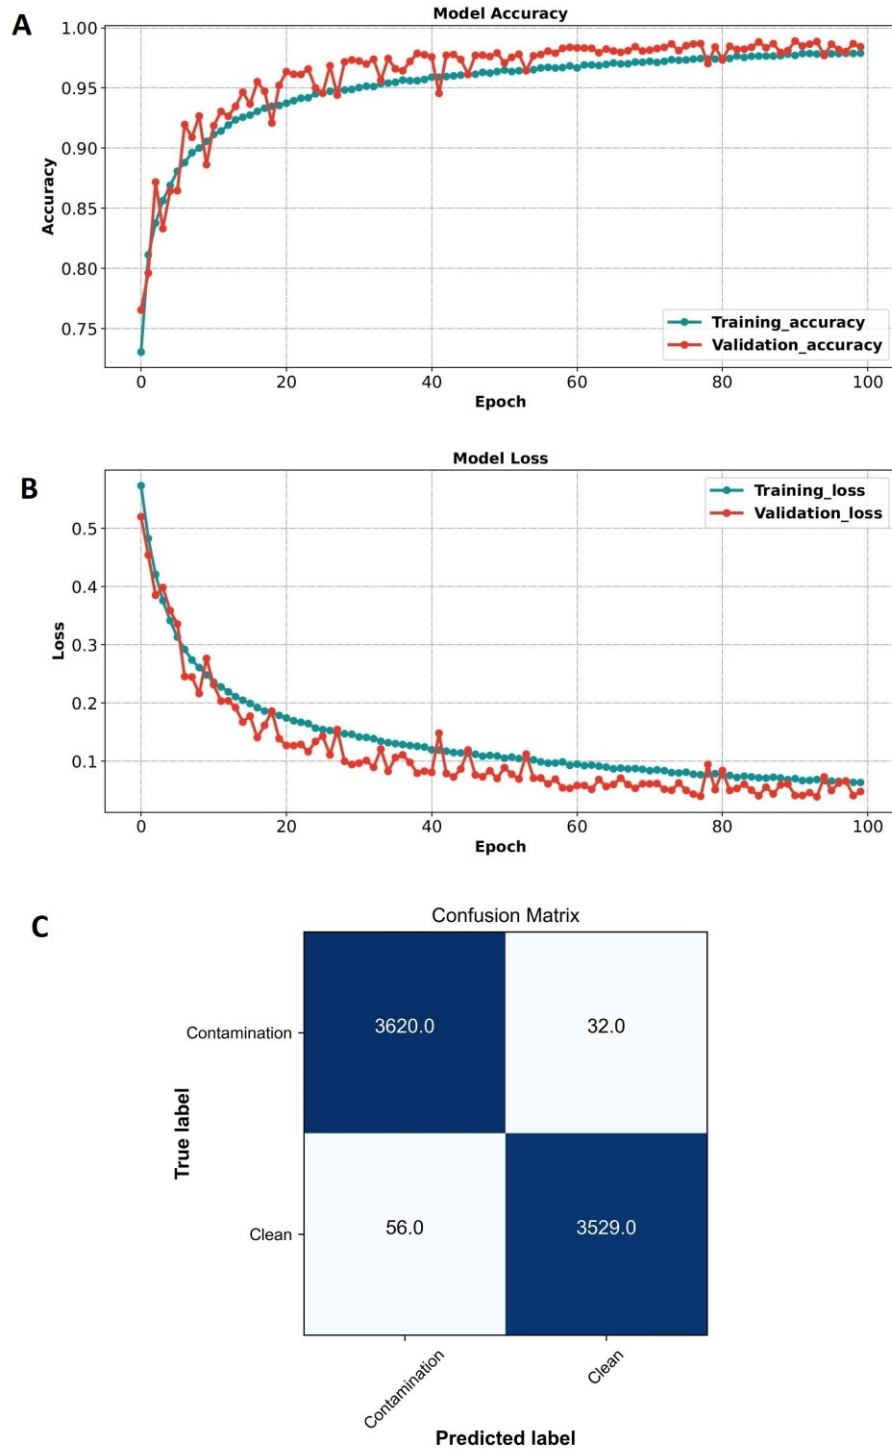 A
Model Accuracy
1.00
0.95
0.90
0.85
0.80
0.75
Accuracy
Training_accuracy
Validation_accuracy
0
20
40
60
80
100
Epoch
B
Model Loss
0.5
0.4
0.3
0.2
0.1
Loss
Training_loss
Validation_loss
0
20
40
60
80
100
Epoch
C
Confusion Matrix
True label
Contamination
3620.0
32.0
Clean
56.0
3529.0
Contamination
Clean
Predicted label